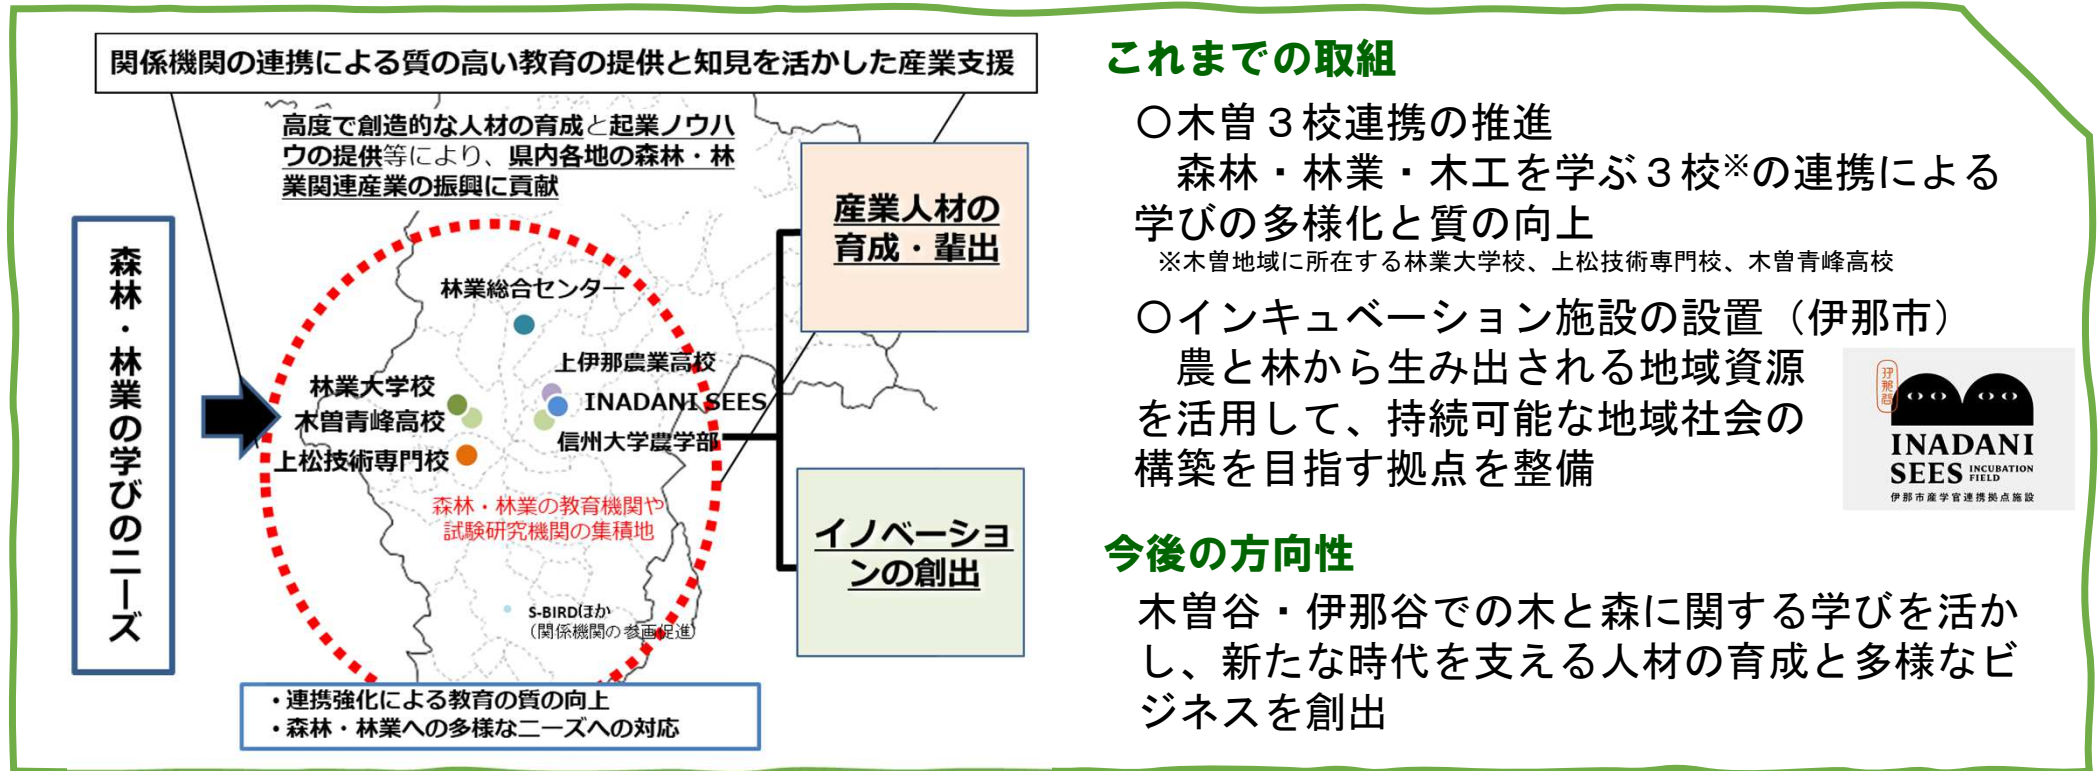 関係機関の連携による質の高い教育の提供と知見を活かした産業支援
高度で創造的な人材の育成と起業ノウハ
ウの提供等により、県内各地の森林・林
業関連産業の振興に貢献
森林・林業の学びのニーズ
林業総合センター
上伊那農業高校
林業大学校
INADANI SEES
木曽青峰高校
信州大学農学部
上松技術専門校
森林・林業の教育機関や
試験研究機関の集積地
S-BIRDほか
（関係機関の参画促進）
・連携強化による教育の質の向上
・森林・林業への多様なニーズへの対応
産業人材の
育成・輩出
イノベーショ
ンの創出
これまでの取組
〇木曽３校連携の推進
森林・林業・木工を学ぶ３校※の連携による
学びの多様化と質の向上
※木曽地域に所在する林業大学校、上松技術専門校、木曽青峰高校
〇インキュベーション施設の設置（伊那市）
農と林から生み出される地域資源
を活用して、持続可能な地域社会の
構築を目指す拠点を整備
伊那谷
INADANI
SEES INCUBATION FIELD
伊那市産学官連携拠点施設
今後の方向性
木曽谷・伊那谷での木と森に関する学びを活か
し、新たな時代を支える人材の育成と多様なビ
ジネスを創出